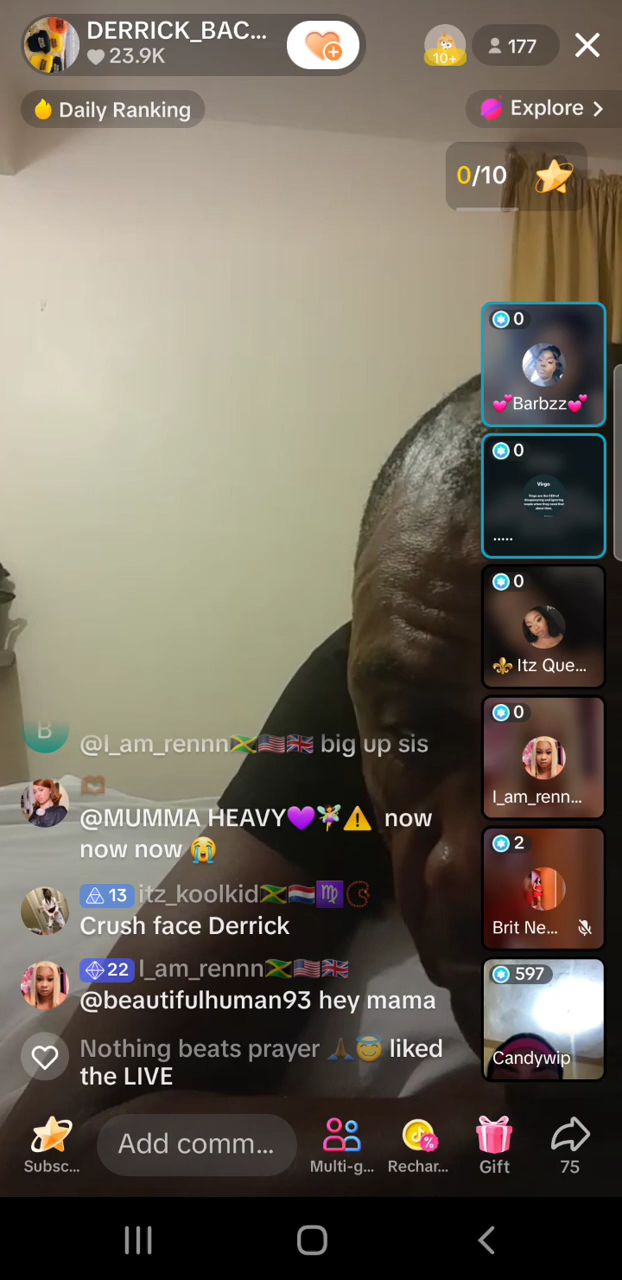 DERRICK_BAC...
23.9K
10+
177
Daily Ranking
Explore
0/10
0
💕Barbzz💕
0
Virgo
.....
0
⚜️ Itz Que...
0
I_am_renn...
2
Brit Ne...
597
Candywip
B
@I_am_rennn🇯🇲🇺🇸🇬🇧 big up sis
@MUMMA HEAVY💜🧚🏼‍♀️⚠️ now
now now 😭
13 itz_koolkid🇯🇲🇳🇱♍
Crush face Derrick
22 I_am_rennn🇯🇲🇺🇸🇬🇧
@beautifulhuman93 hey mama
Nothing beats prayer 🙏🏾😇 liked
the LIVE
Subsc...
Add comm...
Multi-g...
Rechar...
Gift
75